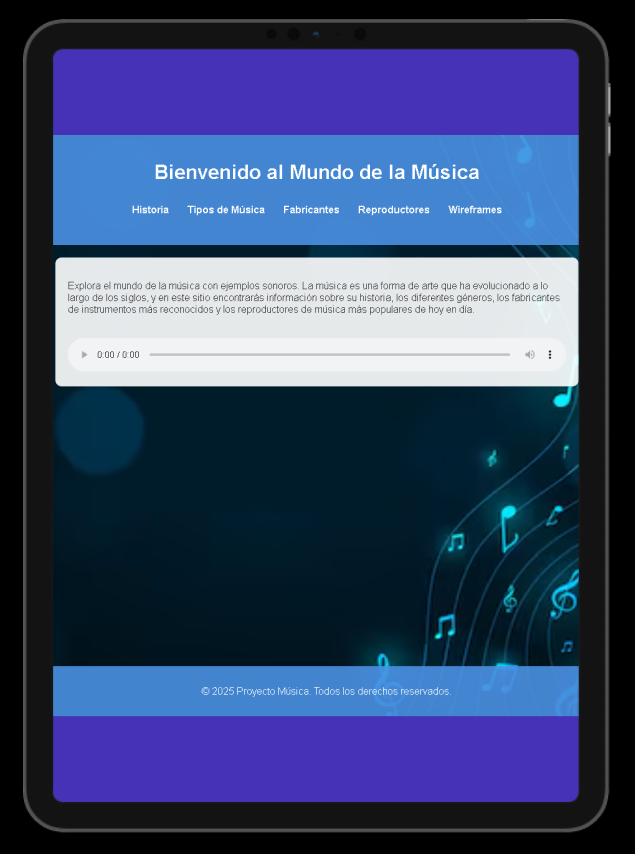 Bienvenido al Mundo de la Música
Historia Tipos de Música Fabricantes Reproductores Wireframes
Explora el mundo de la música con ejemplos sonoros. La música es una forma de arte que ha evolucionado a lo
largo de los siglos, y en este sitio encontrarás información sobre su historia, los diferentes géneros, los fabricantes
de instrumentos más reconocidos y los reproductores de música más populares de hoy en día.
0:00 / 0:00
© 2025 Proyecto Música. Todos los derechos reservados.